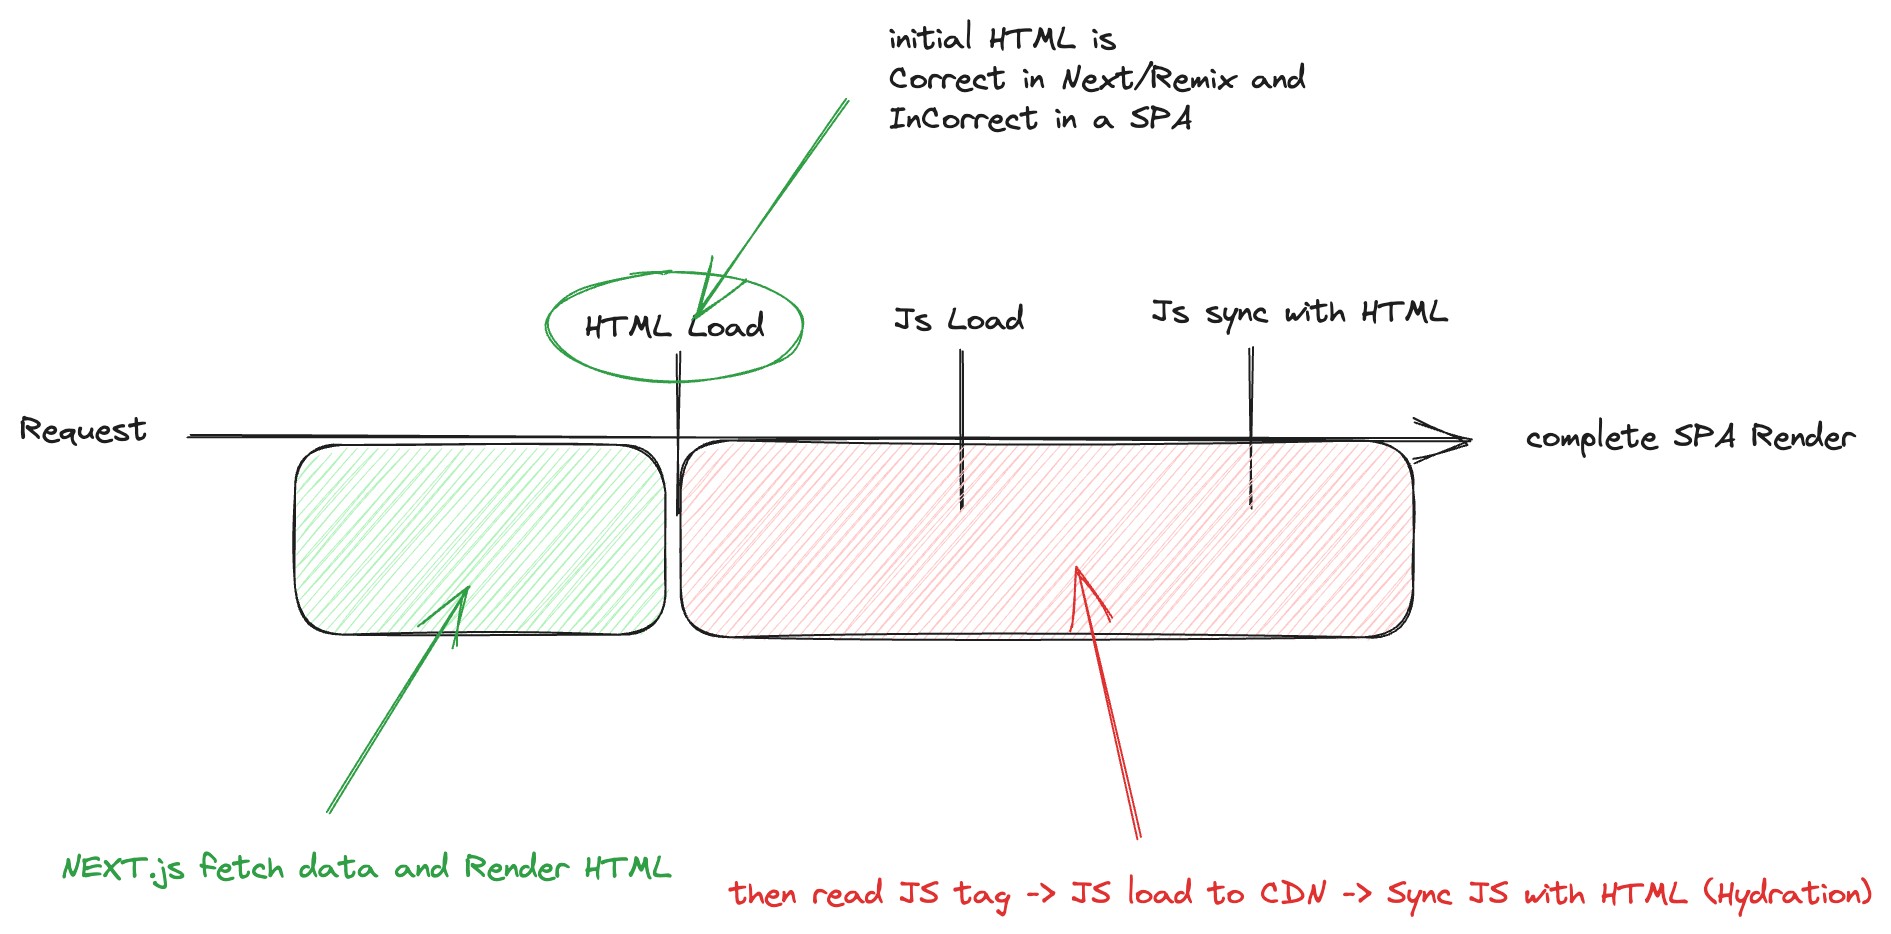 initial HTML is
Correct in Next/Remix and
InCorrect in a SPA
HTML Load
Js Load
Js sync with HTML
Request
complete SPA Render
NEXT.js fetch data and Render HTML
then read JS tag -> JS load to CDN -> Sync JS with HTML (Hydration)